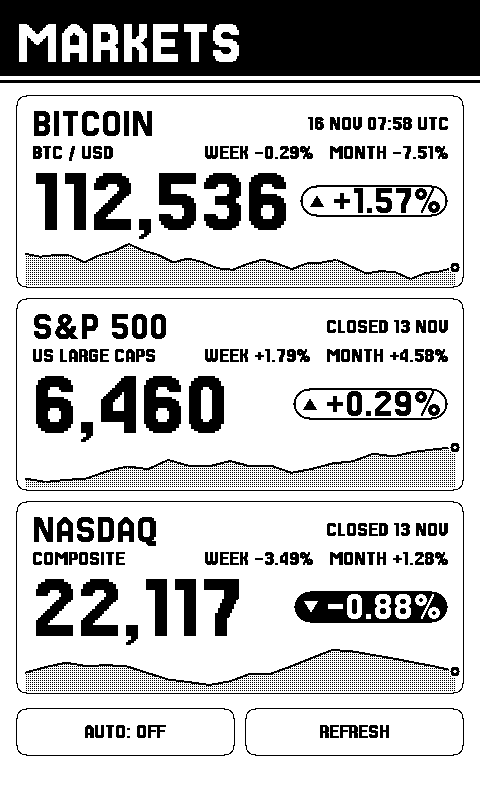 MARKETS
BITCOIN
16 NOV 07:58 UTC
BTC / USD
WEEK -0.29% MONTH -7.51%
112,536
▲ +1.57%
S&P 500
CLOSED 13 NOV
US LARGE CAPS
WEEK +1.79% MONTH +4.58%
6,460
▲ +0.29%
NASDAQ
CLOSED 13 NOV
COMPOSITE
WEEK -3.49% MONTH +1.28%
22,117
▼ -0.88%
AUTO: OFF
REFRESH